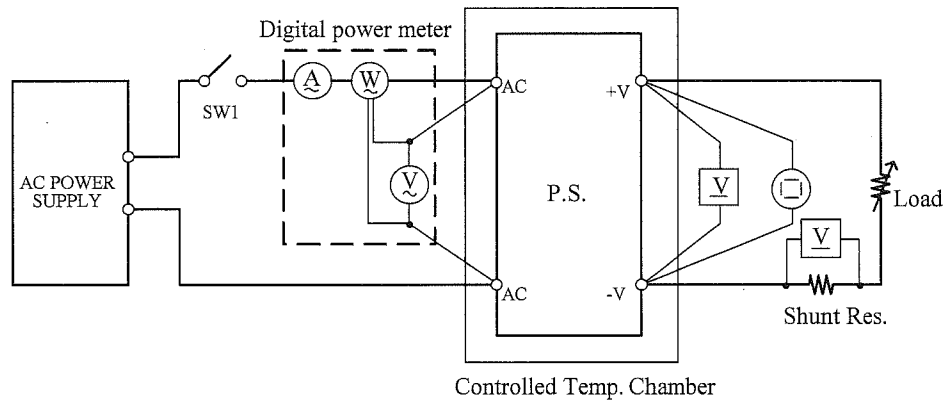 Digital power meter
SW1
A
W
V
AC POWER
SUPPLY
AC
AC
P.S.
+V
-V
V
V
Load
Shunt Res.
Controlled Temp. Chamber